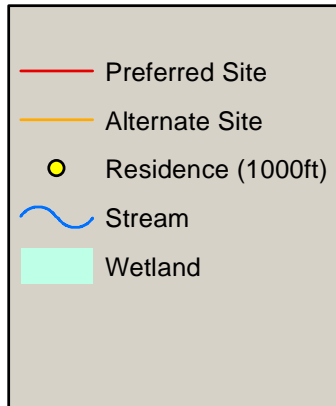 Preferred Site
Alternate Site
Residence (1000ft)
Stream
Wetland